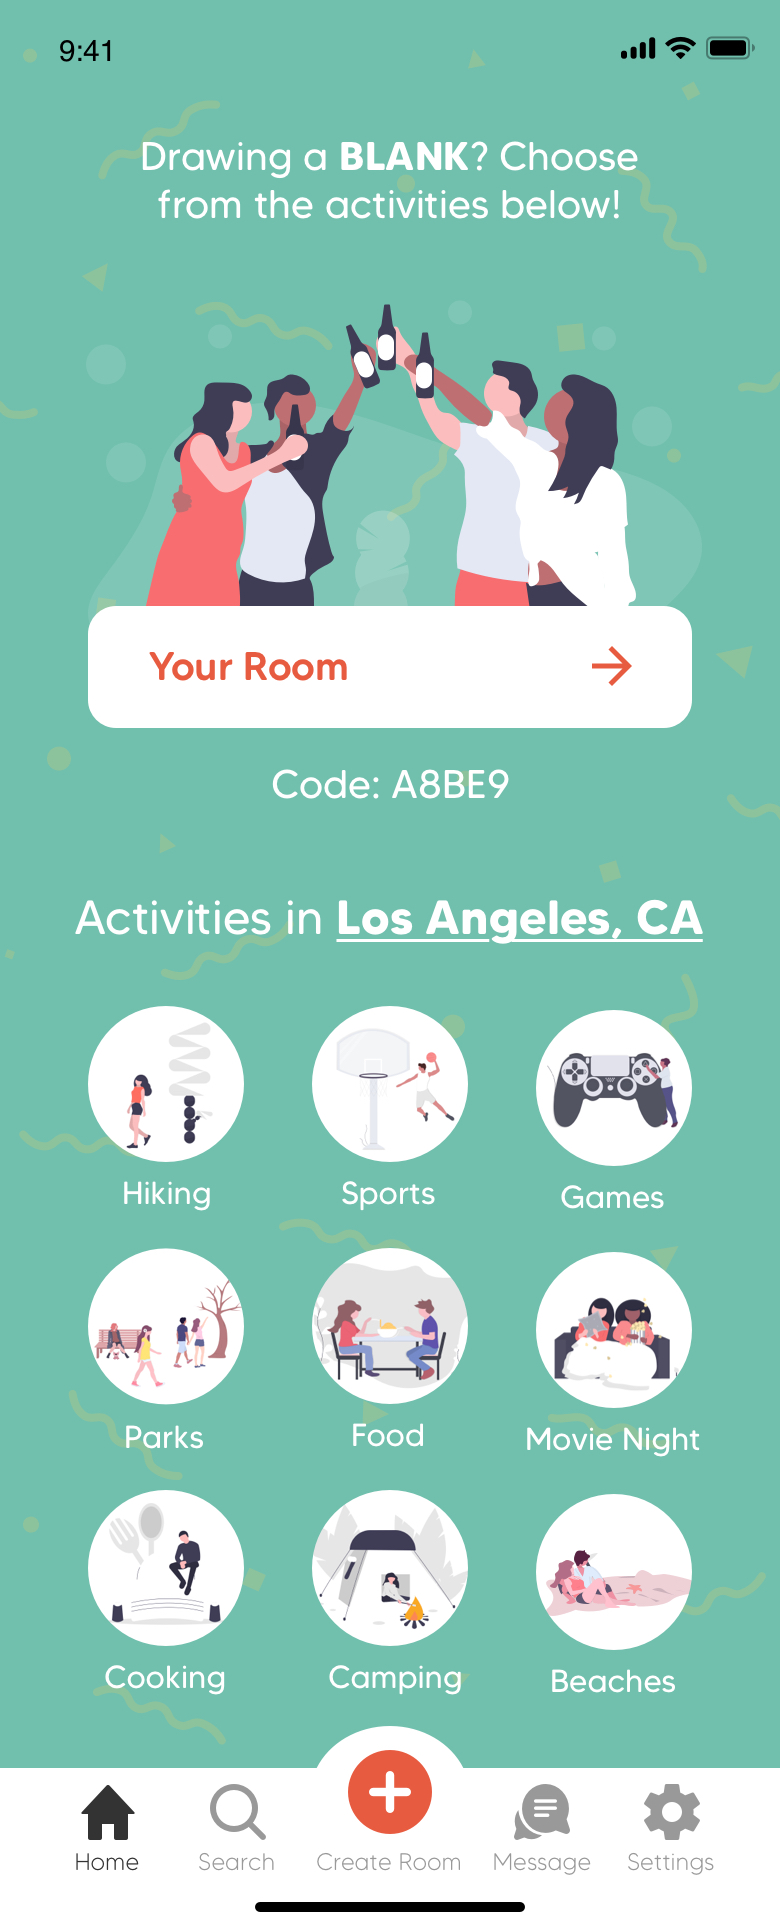 9:41
Drawing a BLANK? Choose
from the activities below!
Your Room
Code: A8BE9
Activities in Los Angeles, CA
Hiking
Sports
Games
Parks
Food
Movie Night
Cooking
Camping
Beaches
Home
Search
Create Room
Message
Settings